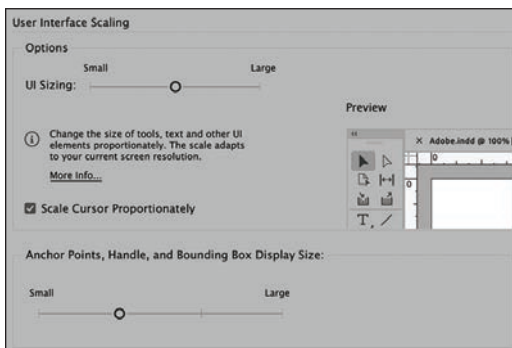 User Interface Scaling
Options
Small Large
UI Sizing:
Preview
Change the size of tools, text and other UI
elements proportionately. The scale adapts
to your current screen resolution.
More Info...
Scale Cursor Proportionately
× Adobe.indd @ 100%
0
0
T
Anchor Points, Handle, and Bounding Box Display Size:
Small Large